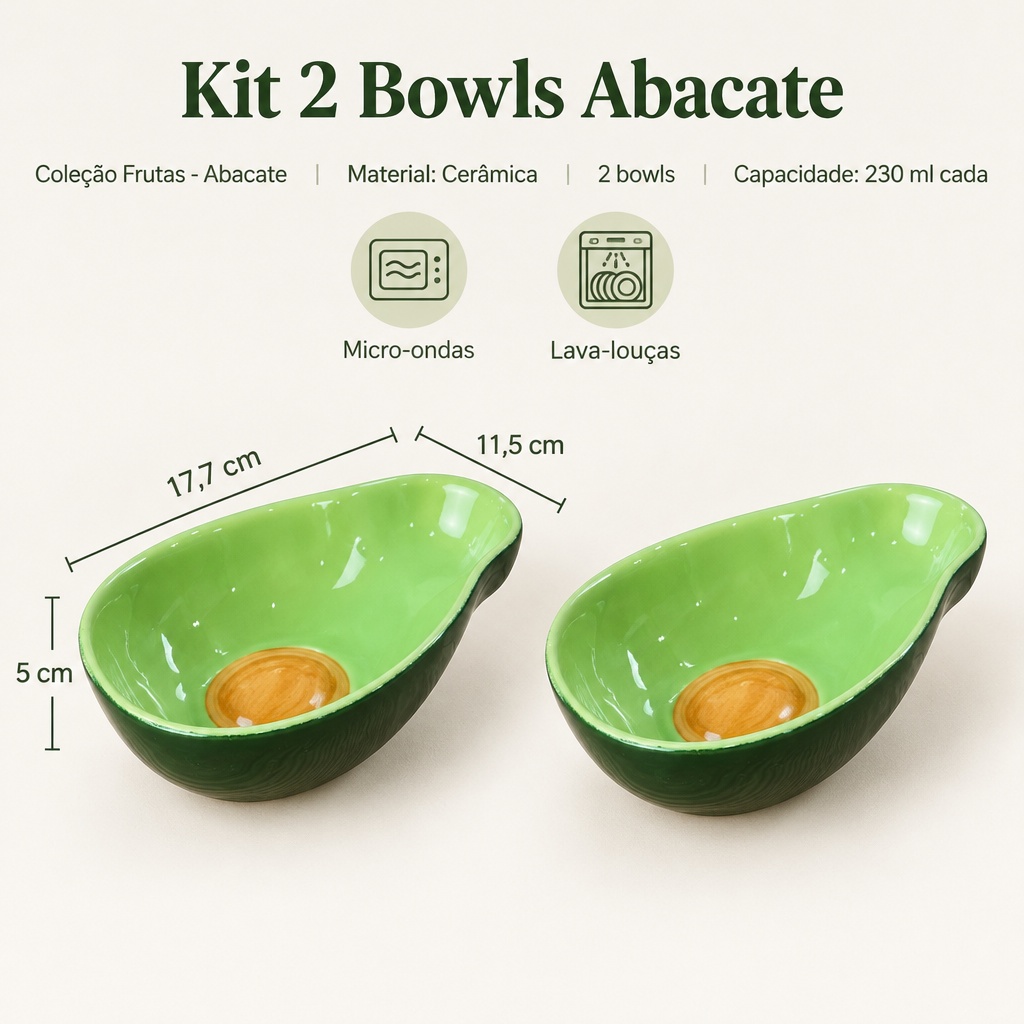 Kit 2 Bowls Abacate
Coleção Frutas - Abacate | Material: Cerâmica | 2 bowls | Capacidade: 230 ml cada
Micro-ondas
Lava-louças
17,7 cm
11,5 cm
5 cm